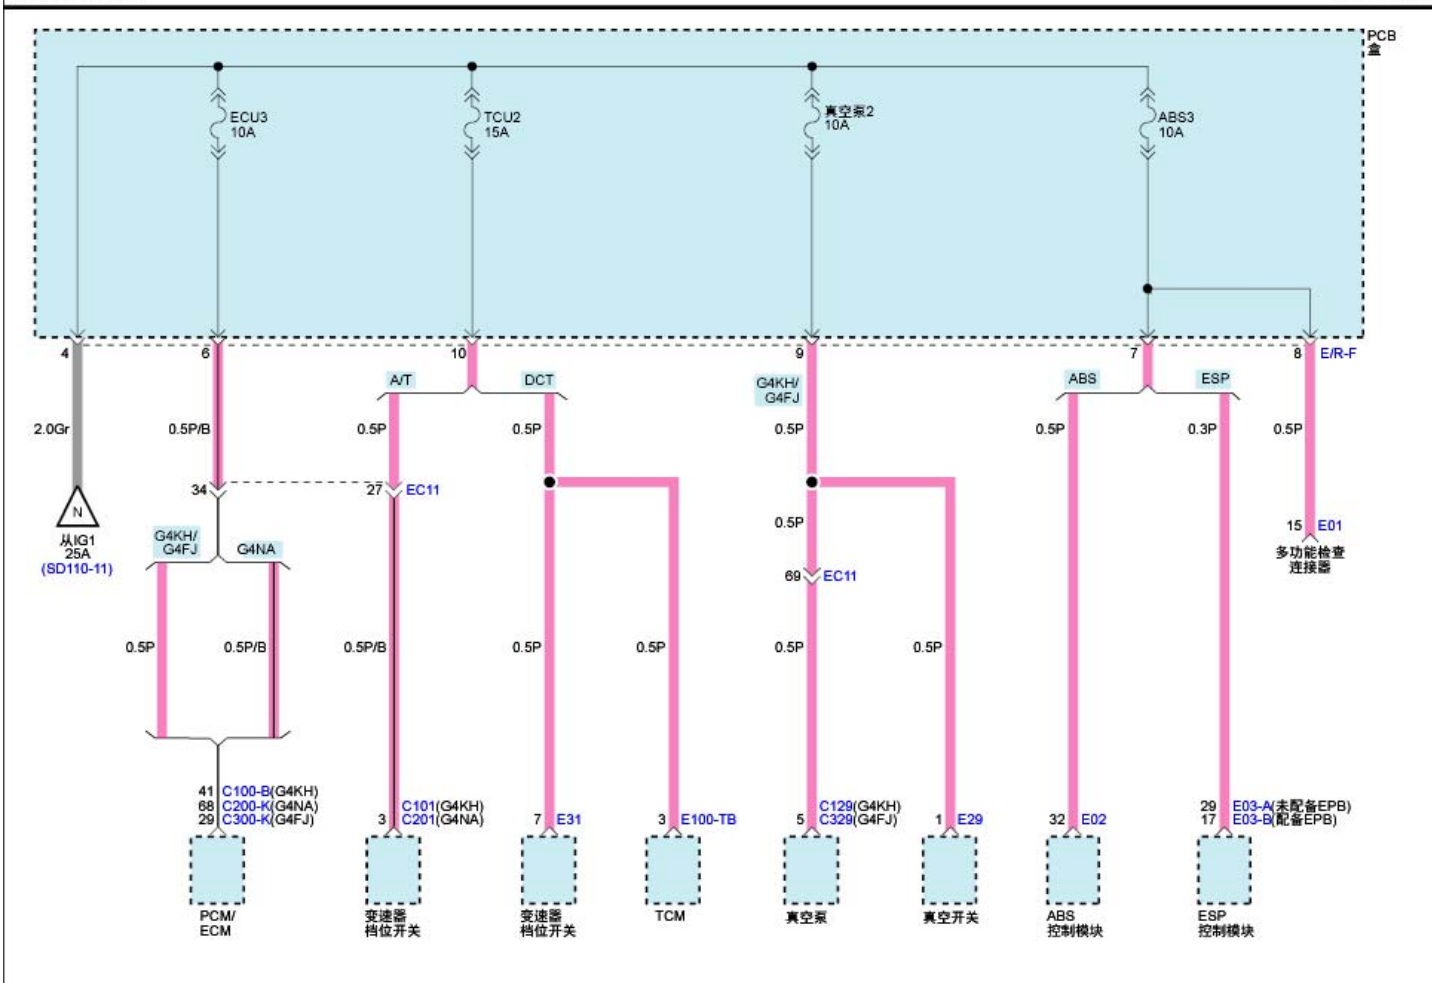 PCB
盒
ECU3
10A
TCU2
15A
真空泵2
10A
ABS3
10A
4
6
10
9
7
8
E/R-F
A/T
DCT
G4KH/
G4FJ
ABS
ESP
2.0Gr
0.5P/B
0.5P
0.5P
0.5P
0.5P
0.3P
0.5P
34
27
EC11
N
从IG1
25A
(SD110-11)
G4KH/
G4FJ
G4NA
0.5P
15
E01
多功能检查
连接器
69
EC11
0.5P
0.5P/B
0.5P/B
0.5P
0.5P
0.5P
0.5P
41 C100-B(G4KH)
68 C200-K(G4NA)
29 C300-K(G4FJ)
C101(G4KH)
3 C201(G4NA)
7 E31
3 E100-TB
C129(G4KH)
5 C329(G4FJ)
1 E29
32 E02
29 E03-A(未配备EPB)
17 E03-B(配备EPB)
PCM/
ECM
变速器
档位开关
变速器
档位开关
TCM
真空泵
真空开关
ABS
控制模块
ESP
控制模块